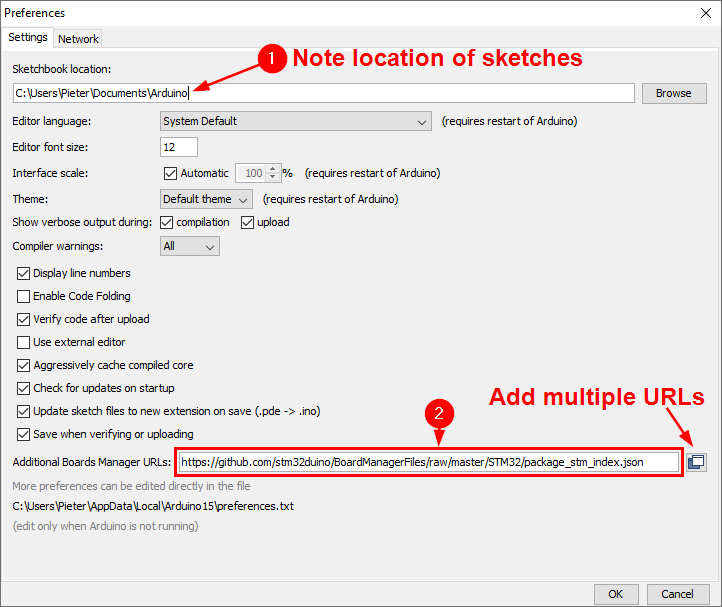 Preferences
Settings Network
1 Note location of sketches
Sketchbook location:
C:\Users\Pieter\Documents\Arduino Browse
Editor language: System Default (requires restart of Arduino)
Editor font size: 12
Interface scale: Automatic 100 % (requires restart of Arduino)
Theme: Default theme (requires restart of Arduino)
Show verbose output during: compilation upload
Compiler warnings: All
Display line numbers
Enable Code Folding
Verify code after upload
Use external editor
Aggressively cache compiled core
Check for updates on startup
Update sketch files to new extension on save (.pde -> .ino)
Save when verifying or uploading
2 Add multiple URLs
Additional Boards Manager URLs: https://github.com/stm32duino/BoardManagerFiles/raw/master/STM32/package_stm_index.json
More preferences can be edited directly in the file
C:\Users\Pieter\AppData\Local\Arduino15\preferences.txt
(edit only when Arduino is not running)
OK Cancel